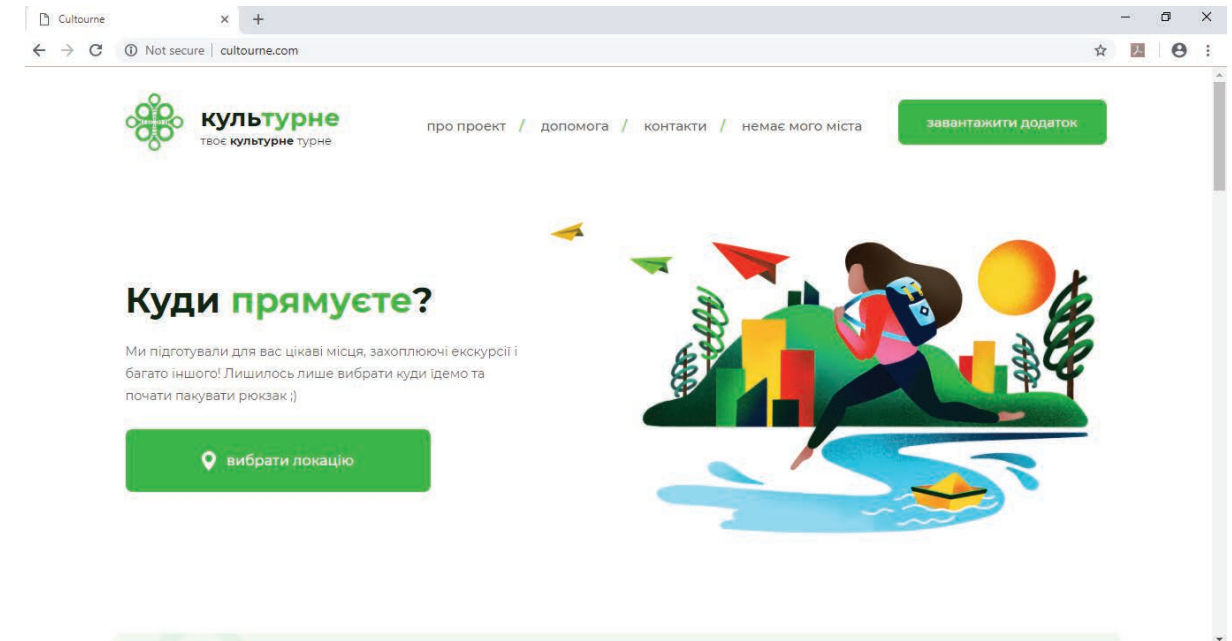 Cultourne
Not secure | cultourne.com
культурне
твоє культурне турне
про проект / допомога / контакти / немає мого міста
завантажити додаток
Куди прямуєте?
Ми підготували для вас цікаві місця, захоплюючі екскурсії і
багато іншого! Лишилось лише вибрати куди їдемо та
почати пакувати рюкзак ;)
вибрати локацію